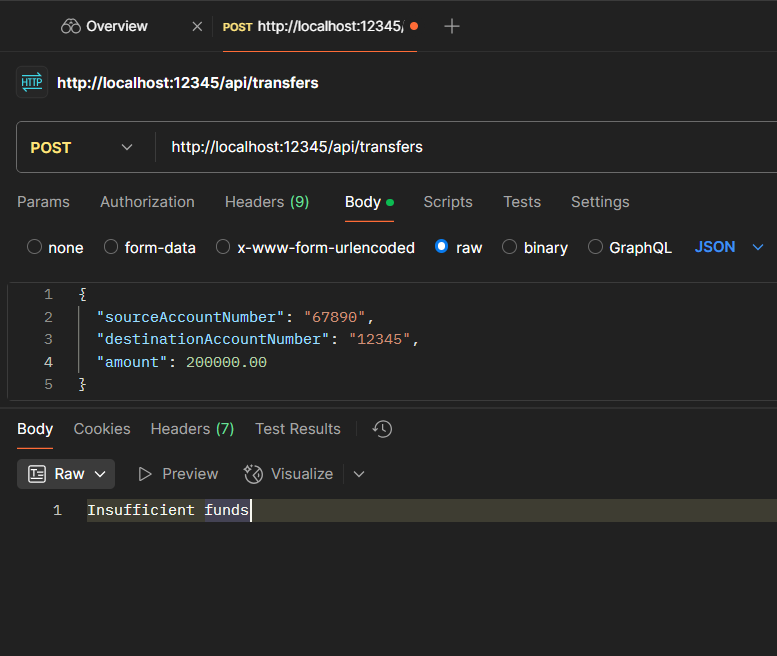 Overview
POST http://localhost:12345/
HTTP http://localhost:12345/api/transfers
POST http://localhost:12345/api/transfers
Params Authorization Headers (9) Body Scripts Tests Settings
none form-data x-www-form-urlencoded raw binary GraphQL JSON
1 {
2 "sourceAccountNumber": "67890",
3 "destinationAccountNumber": "12345",
4 "amount": 200000.00
5 }
Body Cookies Headers (7) Test Results
Raw Preview Visualize
1 Insufficient funds